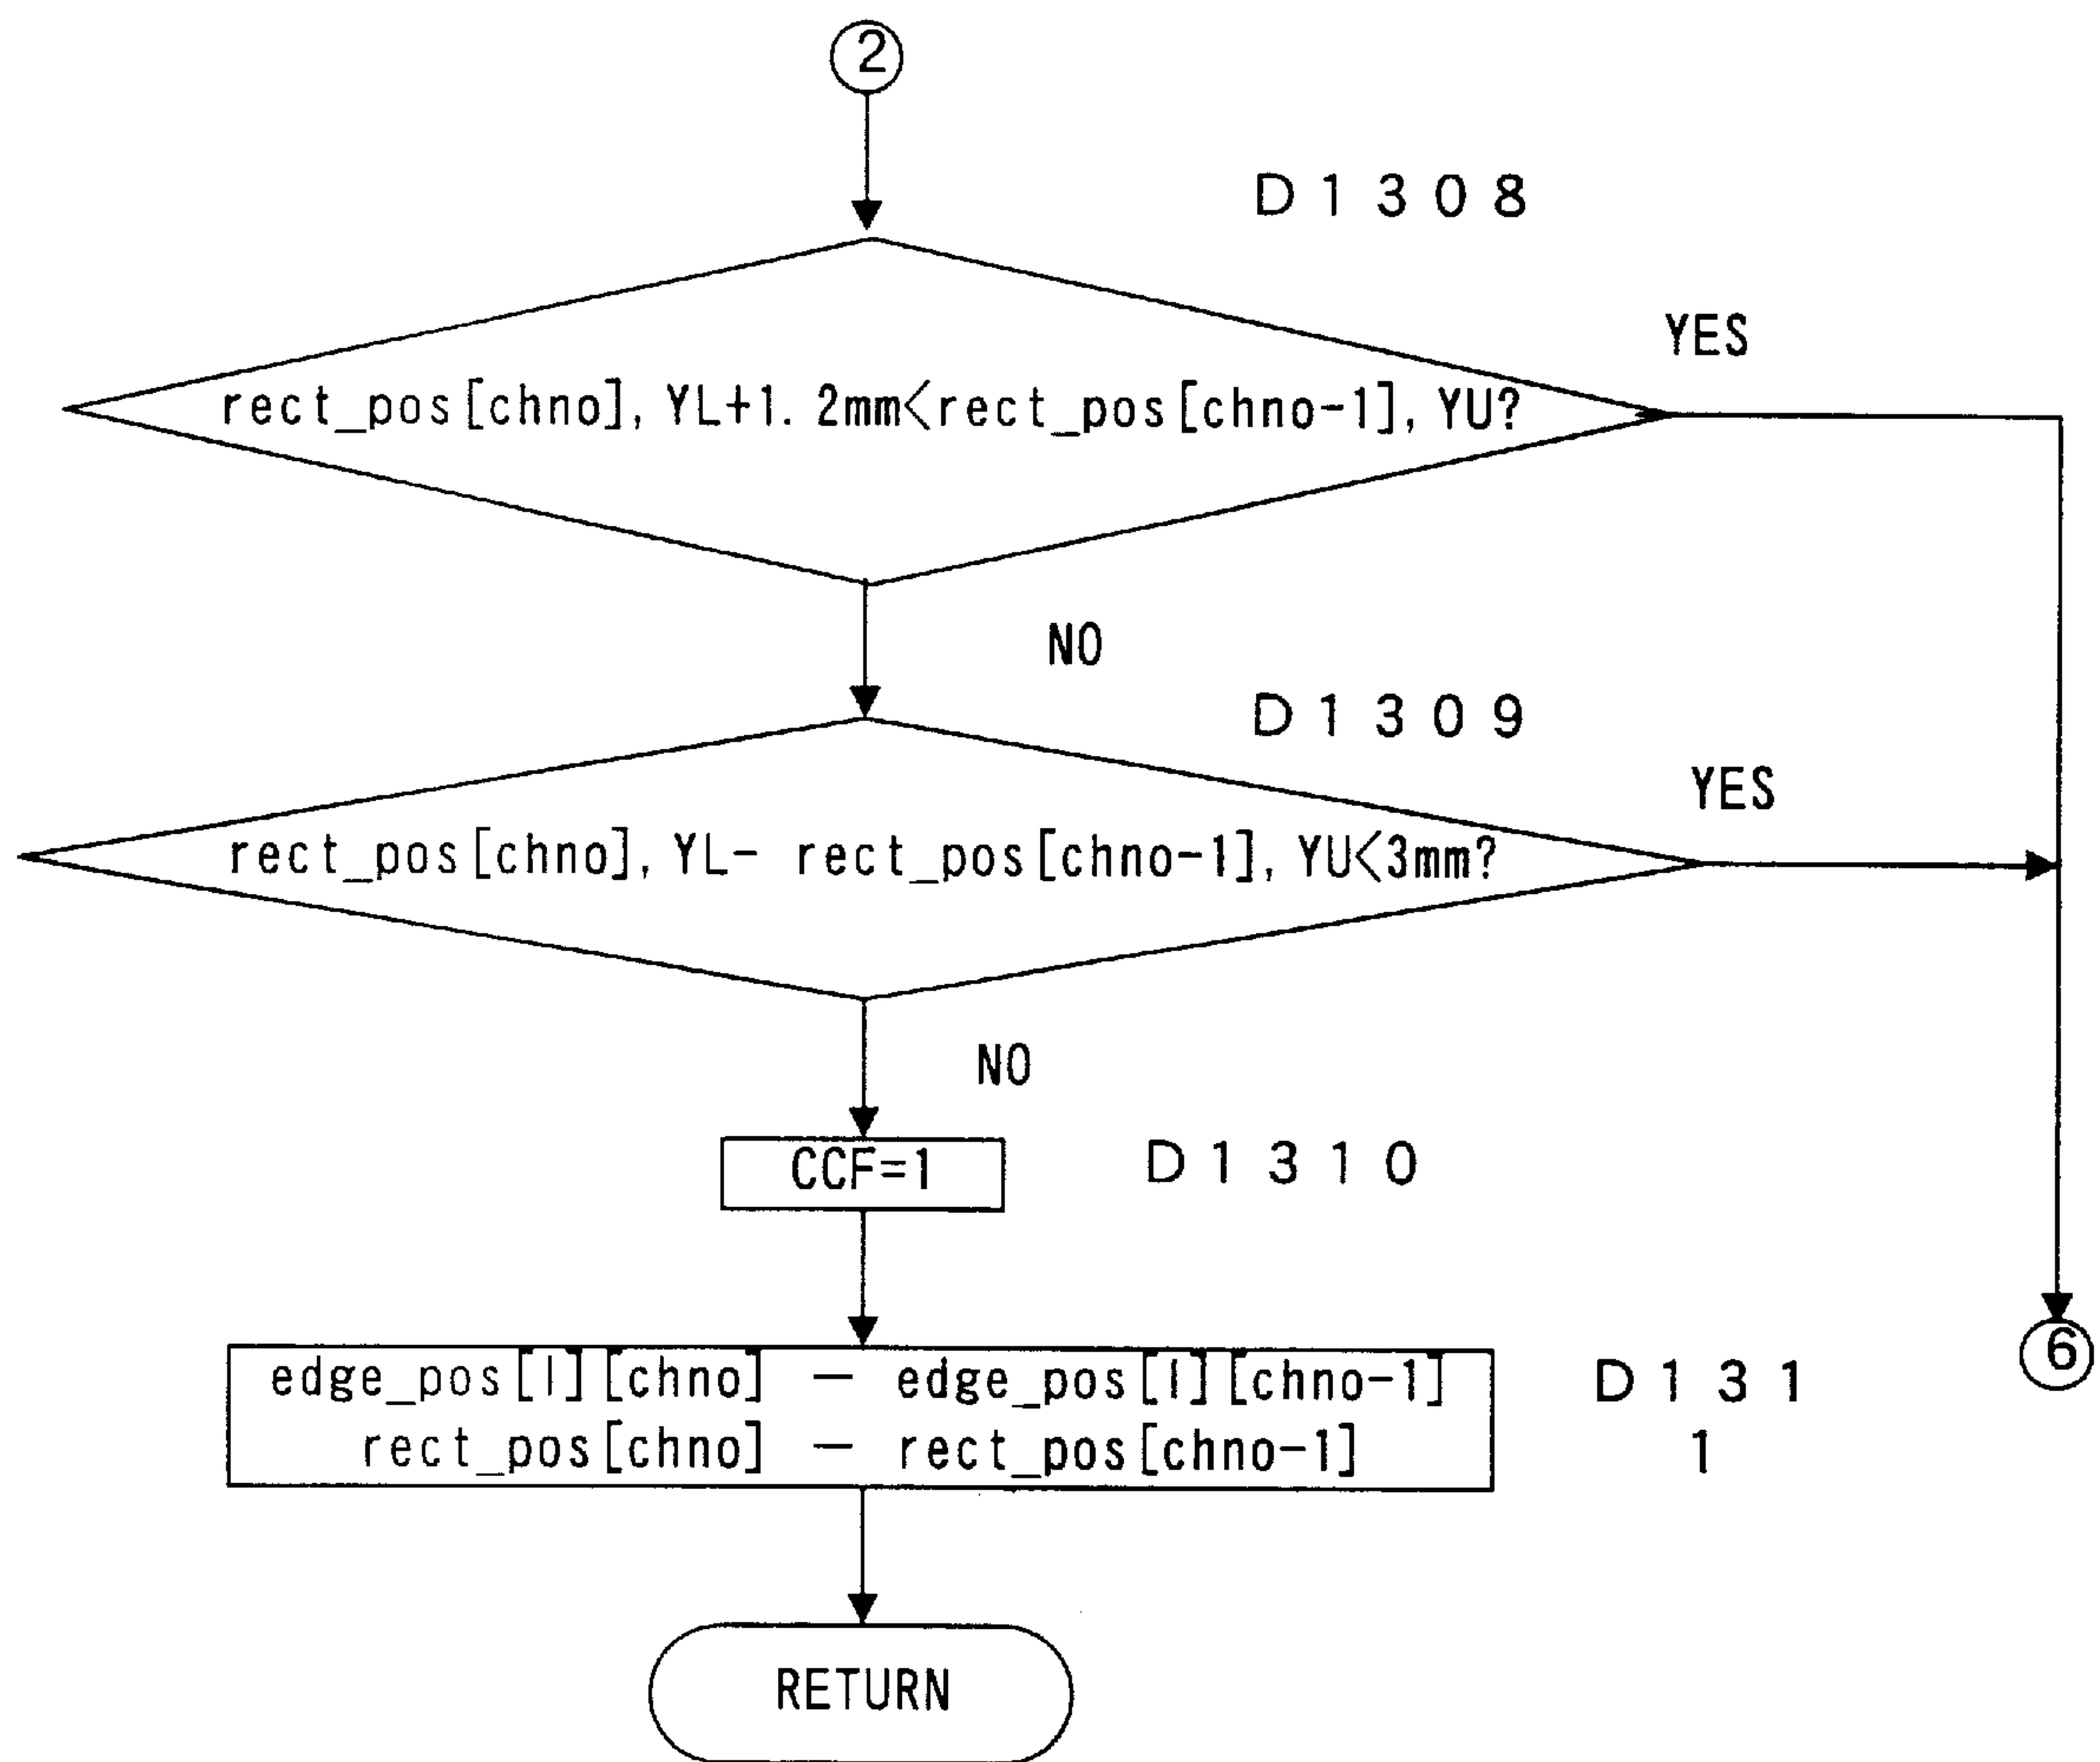 2
D1308
YES
rect_pos[chno], YL+1. 2mm<rect_pos[chno-1], YU?
NO
D1309
YES
rect_pos[chno], YL- rect_pos[chno-1], YU<3mm?
NO
CCF=1
D1310
6
edge_pos[I][chno] － edge_pos[I][chno-1]
rect_pos[chno] － rect_pos[chno-1]
D131
1
RETURN